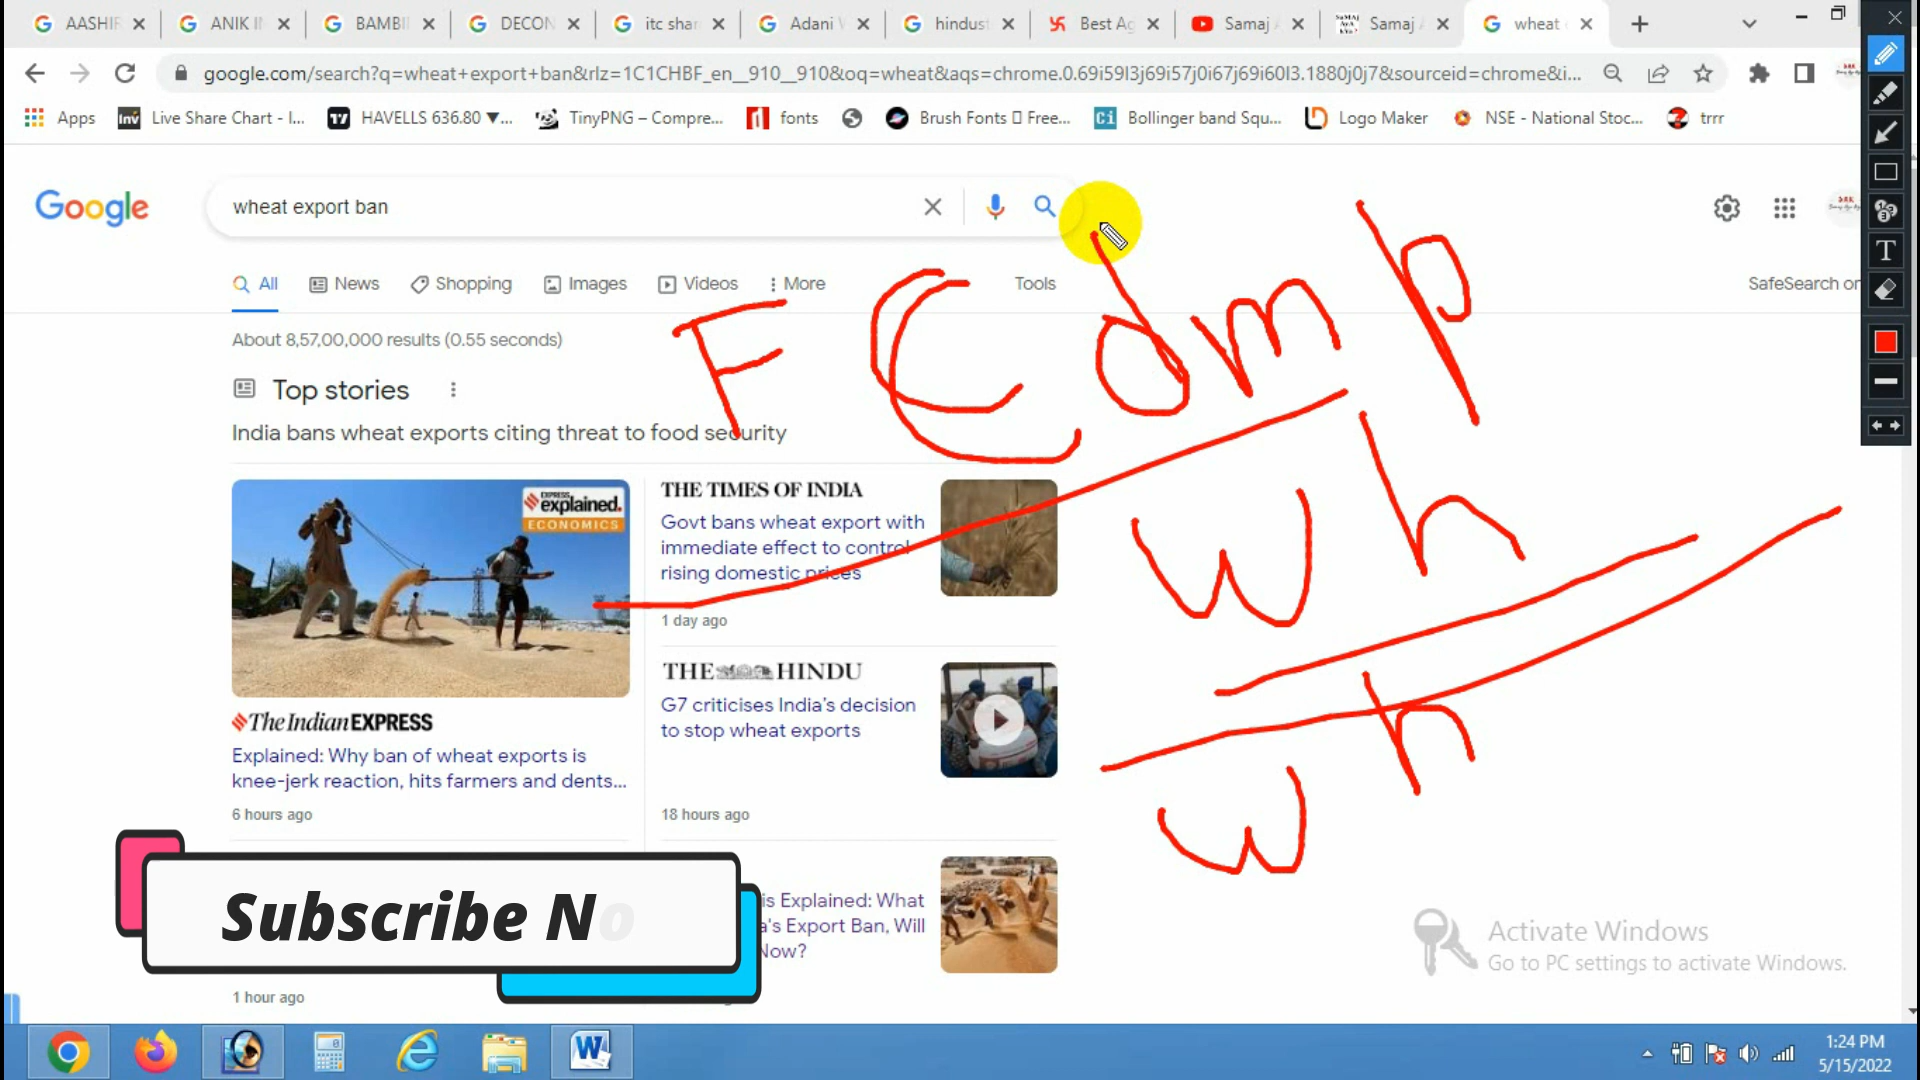 AASHIR
ANIK I
BAMBI
DECON
itc shar
Adani
hindust
Best Ag
Samaj
Samaj
wheat
google.com/search?q=wheat+export+ban&rlz=1C1CHBF_en__910__910&oq=wheat&aqs=chrome.0.69i59l3j69i57j0i67j69i60l3.1880j0j7&sourceid=chrome&i...
Apps
Inv Live Share Chart - I...
HAVELLS 636.80 ▼...
TinyPNG – Compre...
fonts
Brush Fonts ▯ Free...
Ci Bollinger band Squ...
Logo Maker
NSE - National Stoc...
trrr
Google
wheat export ban
All
News
Shopping
Images
Videos
More
Tools
SafeSearch on
About 8,57,00,000 results (0.55 seconds)
F Comp
Top stories
India bans wheat exports citing threat to food security
EXPRESS
explained.
ECONOMICS
The Indian EXPRESS
Explained: Why ban of wheat exports is
knee-jerk reaction, hits farmers and dents...
6 hours ago
THE TIMES OF INDIA
Govt bans wheat export with
immediate effect to control
rising domestic prices
1 day ago
THE HINDU
G7 criticises India's decision
to stop wheat exports
18 hours ago
wh
wh
Subscribe No
is Explained: What
a's Export Ban, Will
Now?
1 hour ago
Activate Windows
Go to PC settings to activate Windows.
1:24 PM
5/15/2022